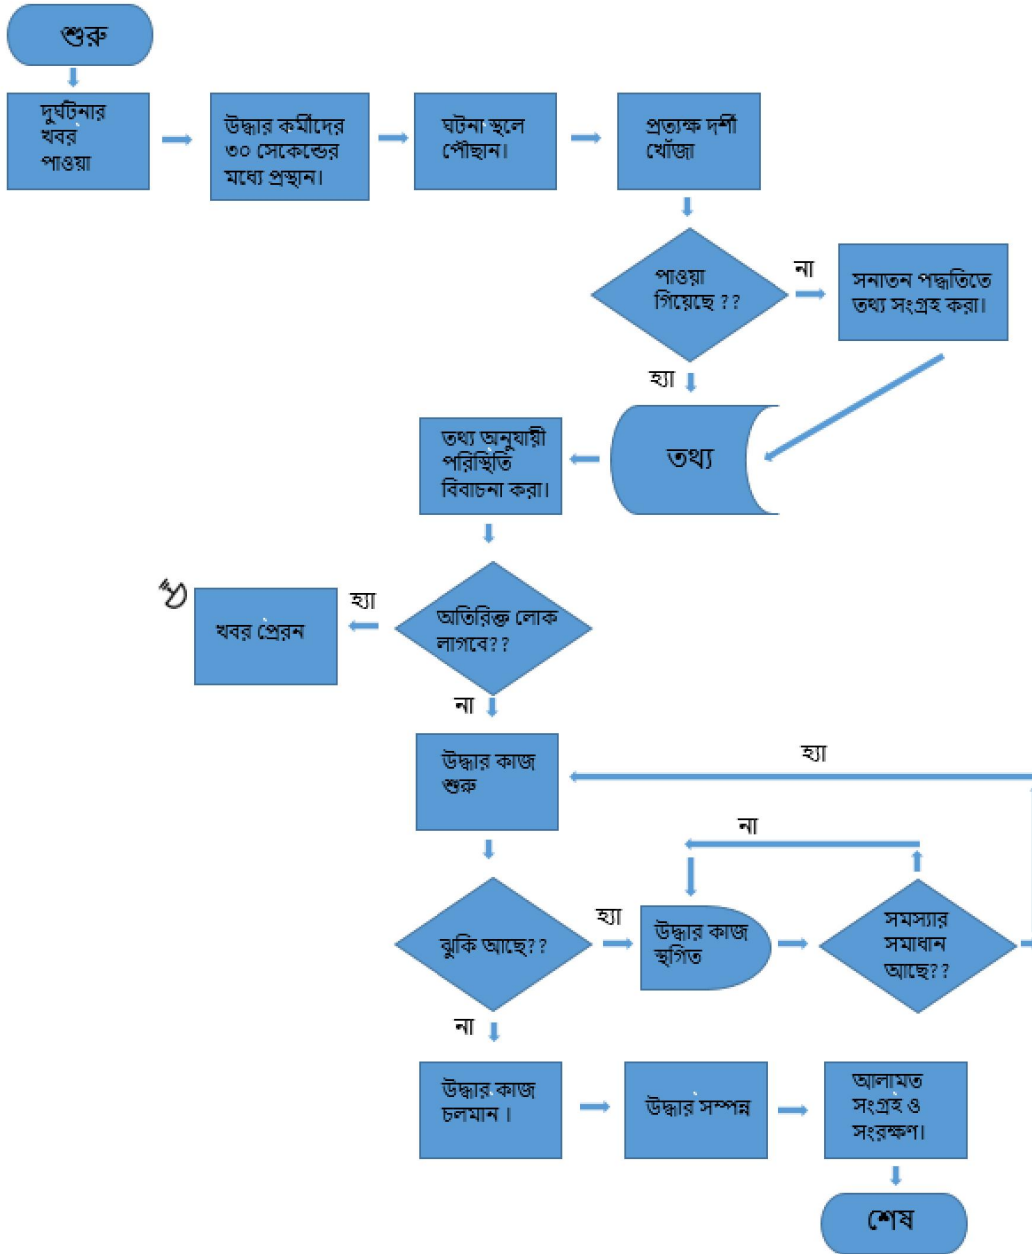 শুরু
দুর্ঘটনার
খবর
পাওয়া
উদ্ধার কর্মীদের
৩০ সেকেন্ডের
মধ্যে প্রস্থান।
ঘটনাস্থলে
পৌঁছান।
প্রত্যক্ষ দর্শী
খোঁজা
পাওয়া
গিয়েছে ??
না
সনাতন পদ্ধতিতে
তথ্য সংগ্রহ করা।
হ্যা
তথ্য
তথ্য অনুযায়ী
পরিস্থিতি
বিবাচনা করা।
অতিরিক্ত লোক
লাগবে??
হ্যা
খবর প্রেরন
না
উদ্ধার কাজ
শুরু
হ্যা
ঝুকি আছে??
হ্যা
উদ্ধার কাজ
স্থগিত
না
সমস্যার
সমাধান
আছে??
না
উদ্ধার কাজ
চলমান ।
উদ্ধার সম্পন্ন
আলামত
সংগ্রহ ও
সংরক্ষণ।
শেষ